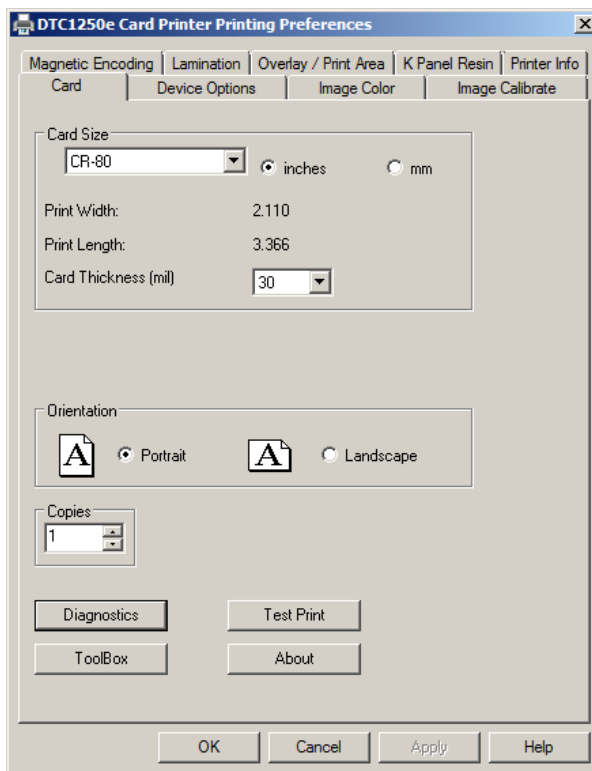 DTC1250e Card Printer Printing Preferences
Magnetic Encoding Lamination Overlay / Print Area K Panel Resin Printer Info
Card Device Options Image Color Image Calibrate
Card Size
CR-80 inches mm
Print Width: 2.110
Print Length: 3.366
Card Thickness (mil) 30
Orientation
A Portrait A Landscape
Copies
1
Diagnostics Test Print
ToolBox About
OK Cancel Apply Help